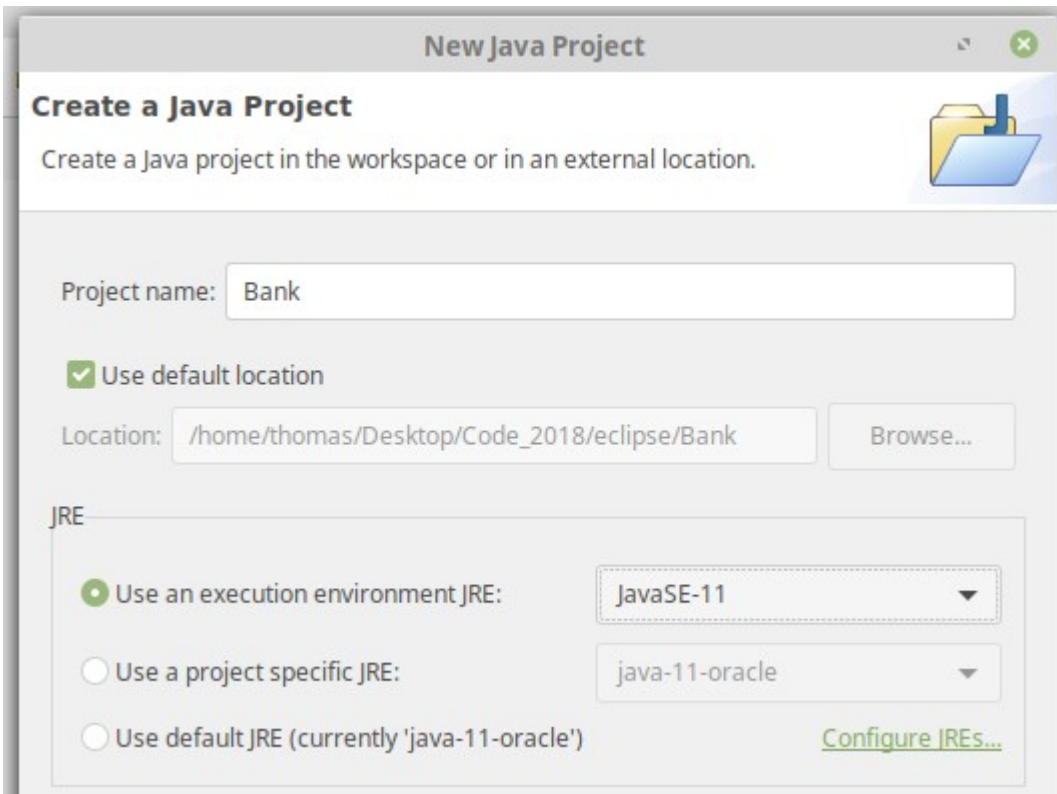 New Java Project
Create a Java Project
Create a Java project in the workspace or in an external location.
Project name: Bank
Use default location
Location: /home/thomas/Desktop/Code_2018/eclipse/Bank Browse...
JRE
Use an execution environment JRE: JavaSE-11
Use a project specific JRE: java-11-oracle
Use default JRE (currently 'java-11-oracle') Configure JREs...